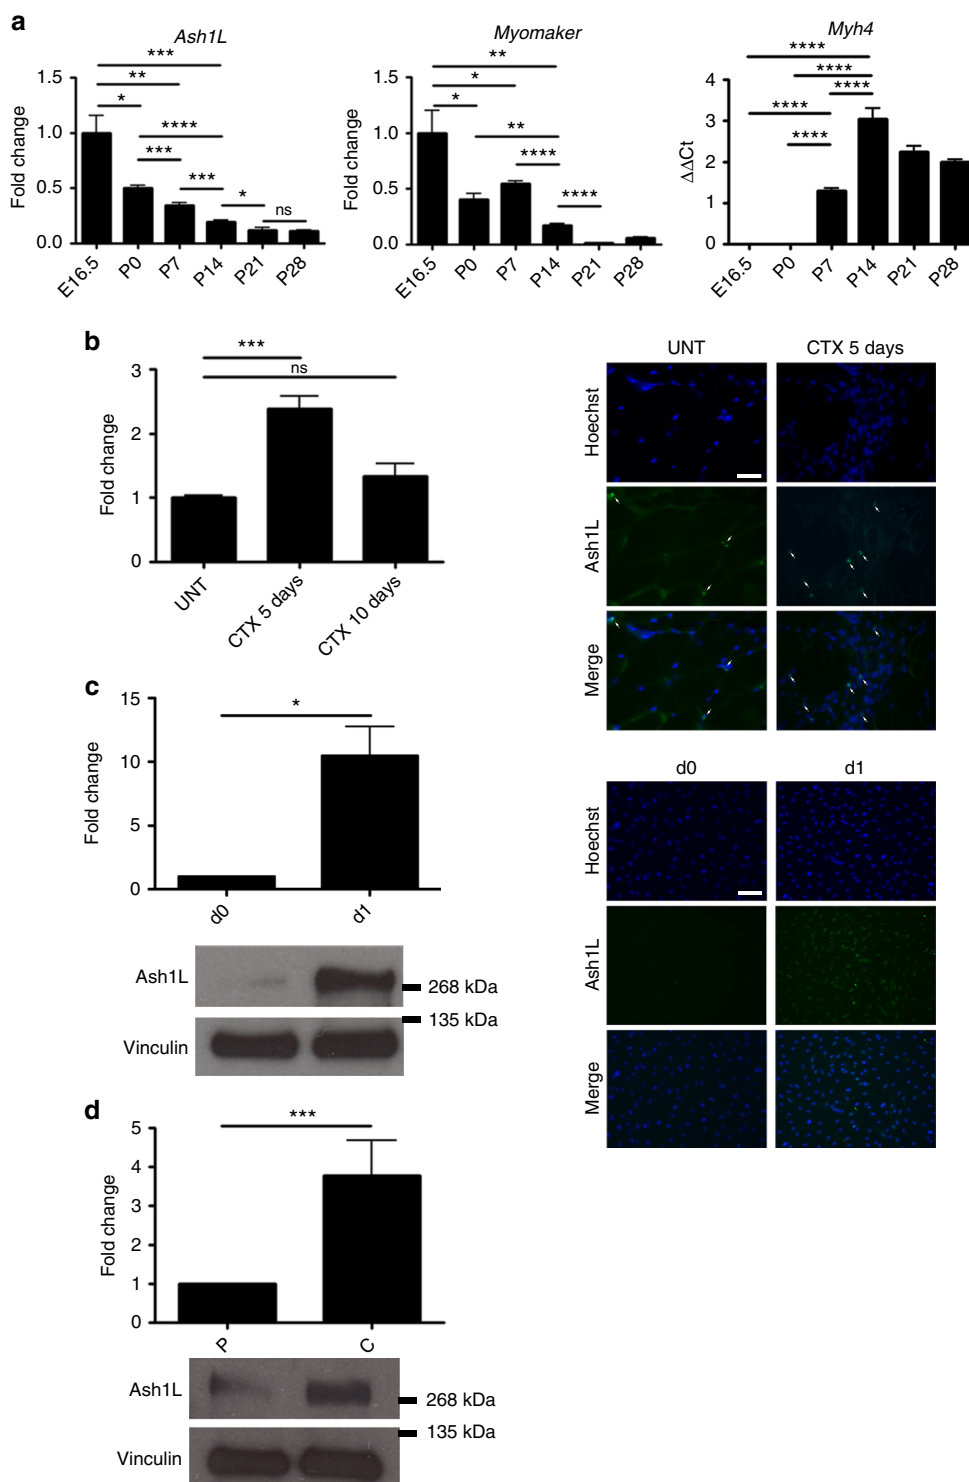 a
Ash1L
***
**
*
****
***
***
*
ns
Fold change
1.5
1.0
0.5
0.0
E16.5
P0
P7
P14
P21
P28
Myomaker
**
*
*
**
****
****
Fold change
1.5
1.0
0.5
0.0
E16.5
P0
P7
P14
P21
P28
Myh4
****
****
****
****
****
ΔΔCt
4
3
2
1
0
E16.5
P0
P7
P14
P21
P28
b
***
ns
Fold change
3
2
1
0
UNT
CTX 5 days
CTX 10 days
UNT
CTX 5 days
Hoechst
Ash1L
Merge
c
*
Fold change
15
10
5
0
d0
d1
Ash1L
268 kDa
135 kDa
Vinculin
d0
d1
Hoechst
Ash1L
Merge
d
***
Fold change
5
4
3
2
1
0
P
C
Ash1L
268 kDa
135 kDa
Vinculin